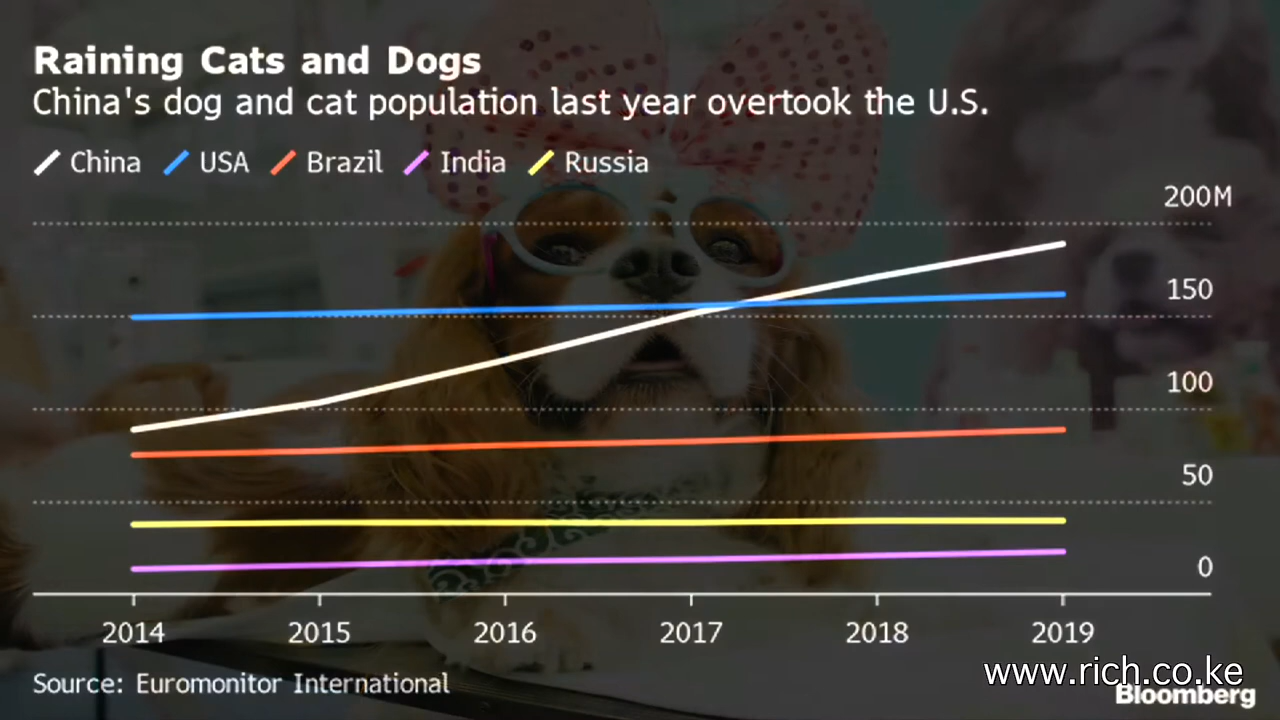 Raining Cats and Dogs
China's dog and cat population last year overtook the U.S.
China USA Brazil India Russia
200M
150
100
50
0
2014 2015 2016 2017 2018 2019
Source: Euromonitor International
www.rich.co.ke
Bloomberg